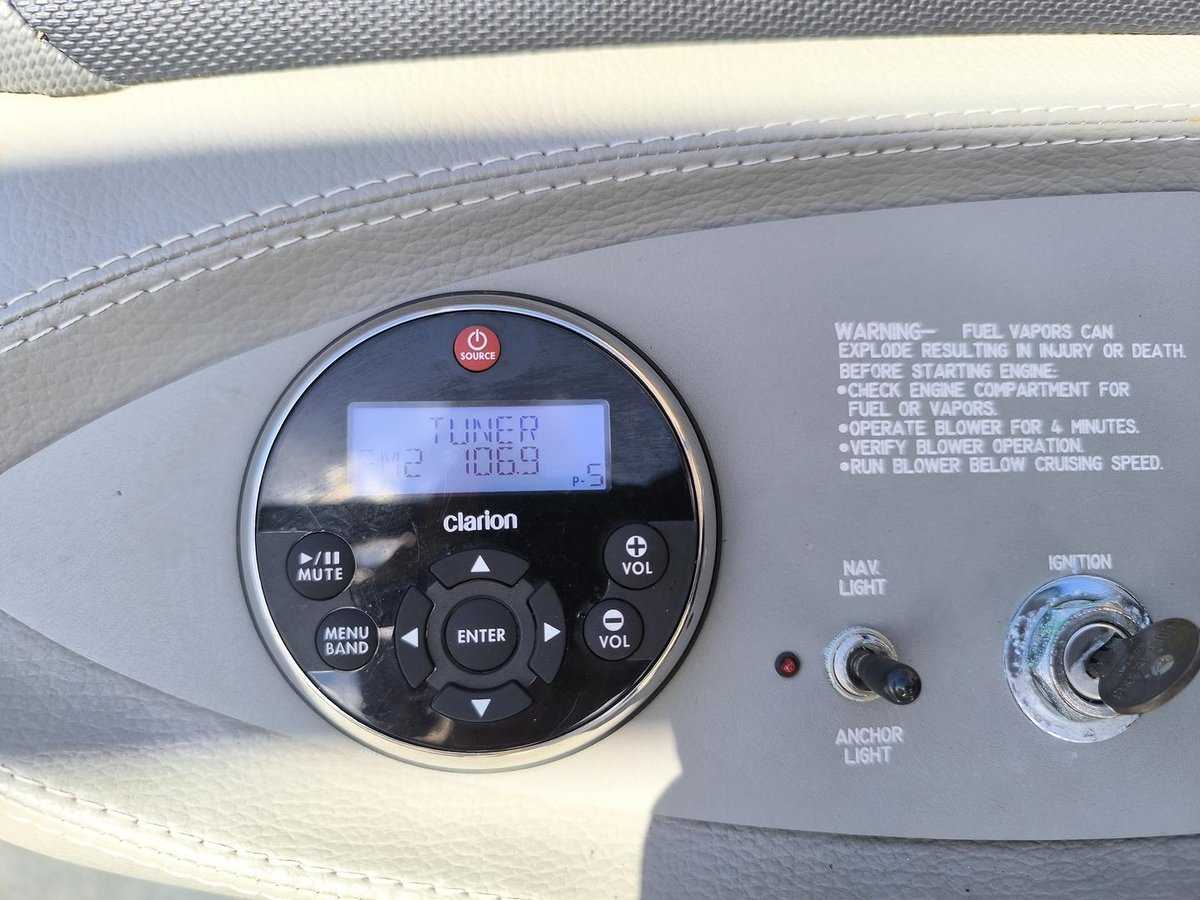 SOURCE
TUNER
FM2 106.9
P-5
clarion
MUTE
VOL
MENU
BAND
ENTER
VOL
WARNING— FUEL VAPORS CAN
EXPLODE RESULTING IN INJURY OR DEATH.
BEFORE STARTING ENGINE:
•CHECK ENGINE COMPARTMENT FOR
FUEL OR VAPORS.
•OPERATE BLOWER FOR 4 MINUTES.
•VERIFY BLOWER OPERATION.
•RUN BLOWER BELOW CRUISING SPEED.
NAV.
LIGHT
IGNITION
ANCHOR
LIGHT